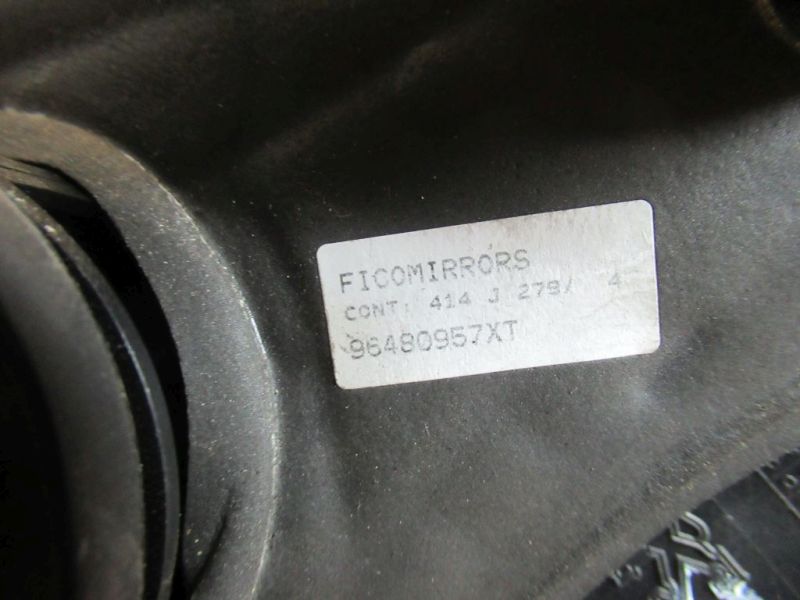 FICOMIRRORS
CONT: 414 J 279/ 4
96480957XT